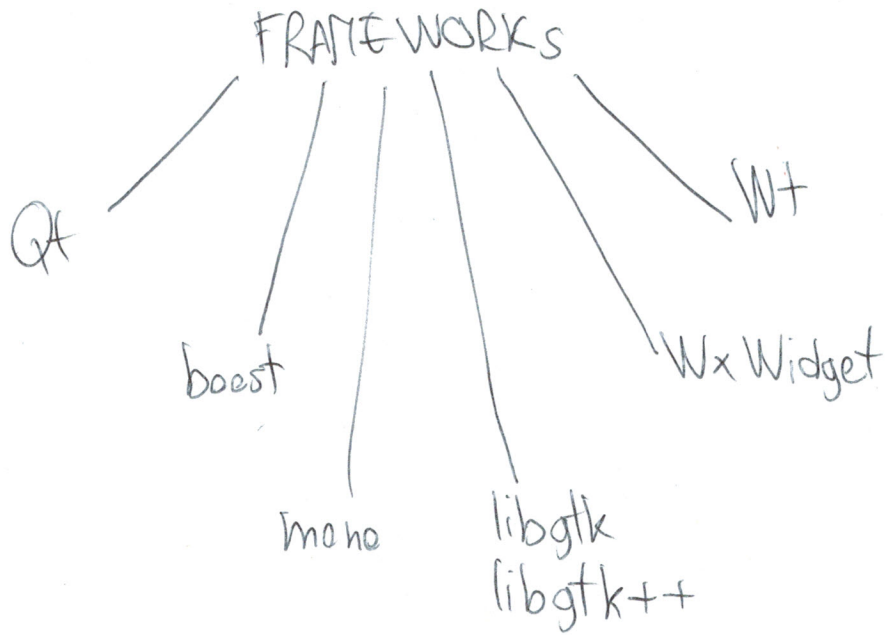 FRAMEWORKS
Qt
Wt
boost
WxWidget
mono
libgtk
libgtk++